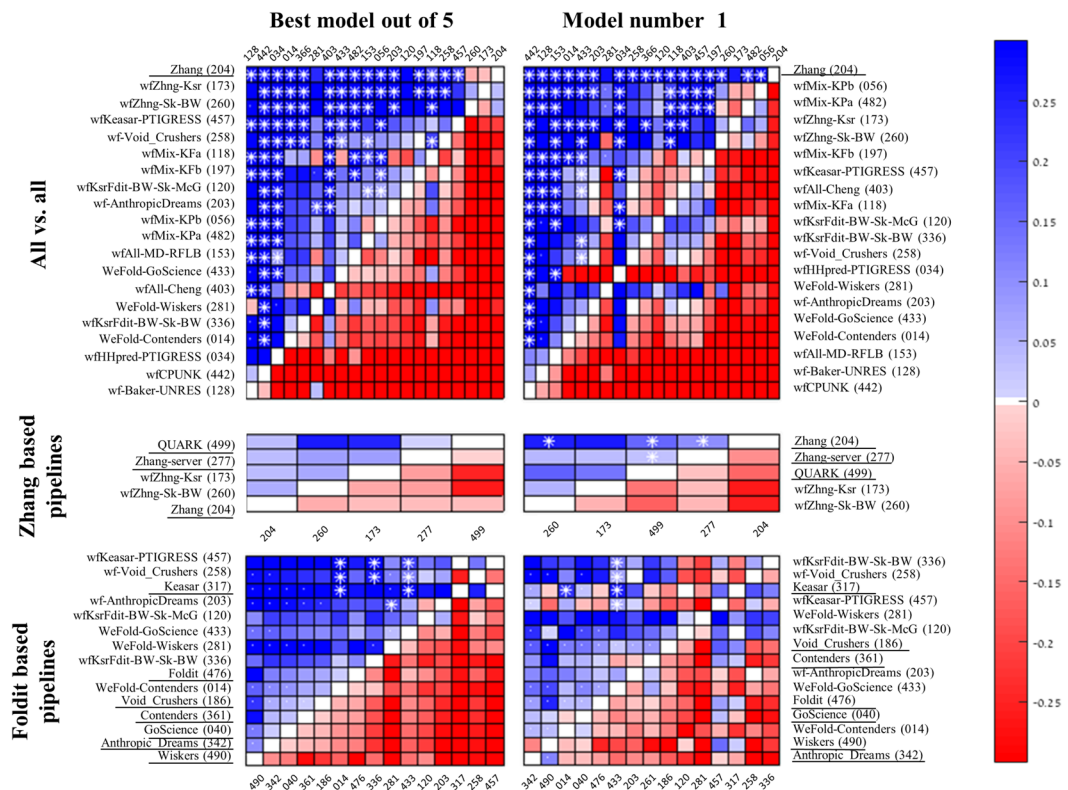 Best model out of 5
Model number 1
128 442 034 014 366 281 403 433 482 153 056 203 120 197 118 258 457 260 173 204
442 128 153 014 433 203 281 034 258 366 120 118 403 457 197 260 173 482 056 204
All vs. all
Zhang (204)
wfZhng-Ksr (173)
wfZhng-Sk-BW (260)
wfKeasar-PTIGRESS (457)
wf-Void_Crushers (258)
wfMix-KFa (118)
wfMix-KFb (197)
wfKsrFdit-BW-Sk-McG (120)
wf-AnthropicDreams (203)
wfMix-KPb (056)
wfMix-KPa (482)
wfAll-MD-RFLB (153)
WeFold-GoScience (433)
wfAll-Cheng (403)
WeFold-Wiskers (281)
wfKsrFdit-BW-Sk-BW (336)
WeFold-Contenders (014)
wfHHpred-PTIGRESS (034)
wfCPUNK (442)
wf-Baker-UNRES (128)
Zhang (204)
wfMix-KPb (056)
wfMix-KPa (482)
wfZhng-Ksr (173)
wfZhng-Sk-BW (260)
wfMix-KFb (197)
wfKeasar-PTIGRESS (457)
wfAll-Cheng (403)
wfMix-KFa (118)
wfKsrFdit-BW-Sk-McG (120)
wfKsrFdit-BW-Sk-BW (336)
wf-Void_Crushers (258)
wfHHpred-PTIGRESS (034)
WeFold-Wiskers (281)
wf-AnthropicDreams (203)
WeFold-GoScience (433)
WeFold-Contenders (014)
wfAll-MD-RFLB (153)
wf-Baker-UNRES (128)
wfCPUNK (442)
Zhang based
pipelines
QUARK (499)
Zhang-server (277)
wfZhng-Ksr (173)
wfZhng-Sk-BW (260)
Zhang (204)
Zhang (204)
Zhang-server (277)
QUARK (499)
wfZhng-Ksr (173)
wfZhng-Sk-BW (260)
204 260 173 277 499
260 173 499 277 204
Foldit based
pipelines
wfKeasar-PTIGRESS (457)
wf-Void_Crushers (258)
Keasar (317)
wf-AnthropicDreams (203)
wfKsrFdit-BW-Sk-McG (120)
WeFold-GoScience (433)
WeFold-Wiskers (281)
wfKsrFdit-BW-Sk-BW (336)
Foldit (476)
WeFold-Contenders (014)
Void_Crushers (186)
Contenders (361)
GoScience (040)
Anthropic_Dreams (342)
Wiskers (490)
wfKsrFdit-BW-Sk-BW (336)
wf-Void_Crushers (258)
Keasar (317)
wfKeasar-PTIGRESS (457)
WeFold-Wiskers (281)
wfKsrFdit-BW-Sk-McG (120)
Void_Crushers (186)
Contenders (361)
wf-AnthropicDreams (203)
WeFold-GoScience (433)
Foldit (476)
GoScience (040)
WeFold-Contenders (014)
Wiskers (490)
Anthropic_Dreams (342)
490 342 040 361 186 014 476 336 281 433 120 203 317 258 457
342 490 014 040 476 433 203 261 186 120 281 457 317 258 336
0.25
0.2
0.15
0.1
0.05
0
-0.05
-0.1
-0.15
-0.2
-0.25